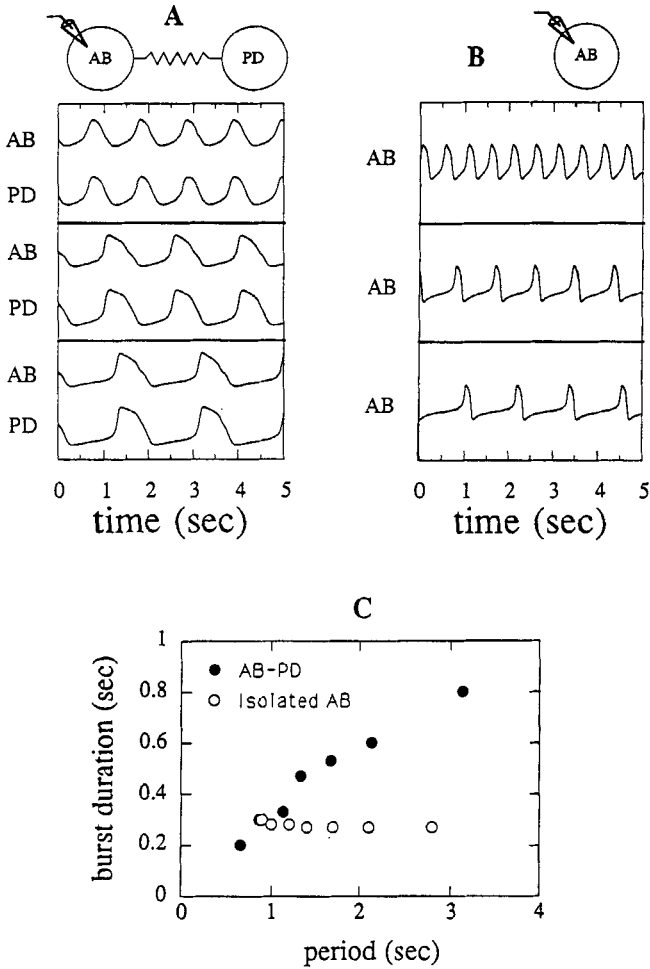 A
AB
PD
B
AB
AB
PD
AB
PD
AB
PD
0 1 2 3 4 5
time (sec)
AB
AB
AB
0 1 2 3 4 5
time (sec)
C
burst duration (sec)
1
0.8
0.6
0.4
0.2
0
AB-PD
Isolated AB
0 1 2 3 4
period (sec)